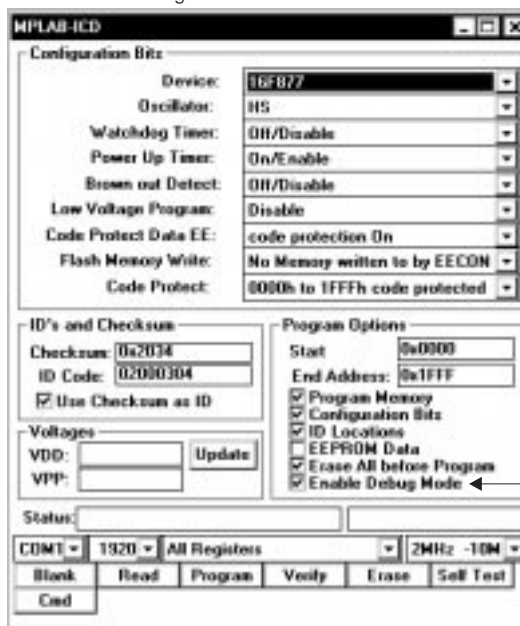 MPLAB-ICD
Configuration Bits
Device: 16F877
Oscillator: HS
Watchdog Timer: Off/Disable
Power Up Timer: On/Enable
Brown out Detect: Off/Disable
Low Voltage Program: Disable
Code Protect Data EE: code protection On
Flash Memory Write: No Memory written to by EECON
Code Protect: 0000h to 1FFFh code protected
ID's and Checksum
Checksum: 0x2034
ID Code: 02000304
Use Checksum as ID
Voltages
VDD:
Update
VPP:
Program Options
Start 0x0000
End Address: 0x1FFF
Program Memory
Configuration Bits
ID Locations
EEPROM Data
Erase All before Program
Enable Debug Mode
Status:
COM1 1920 All Registers 2MHz -10M
Blank Read Program Verify Erase Self Test
Cmd